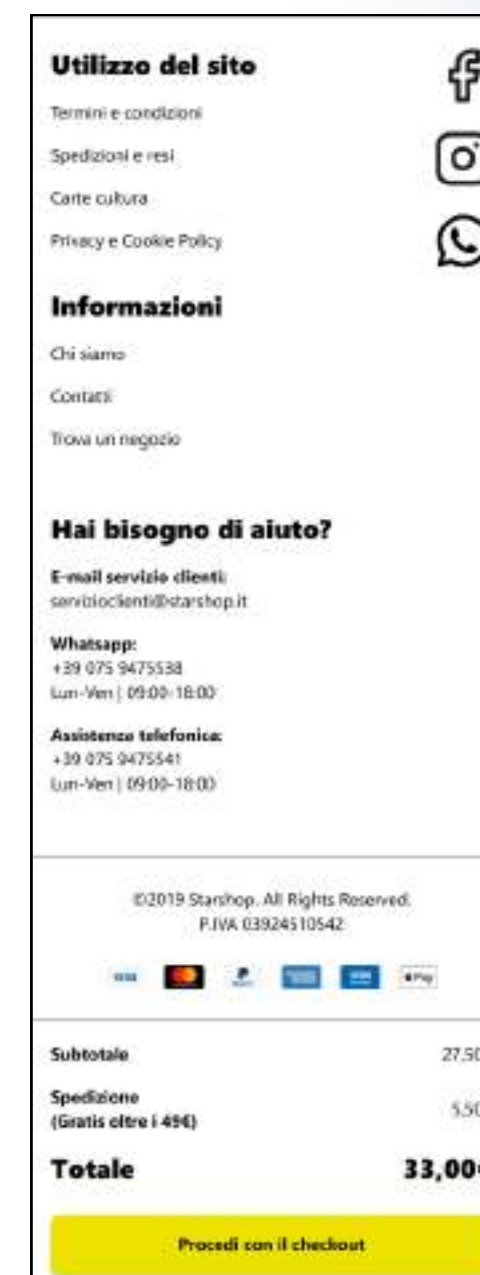 Utilizzo del sito
Termini e condizioni
Spedizioni e resi
Carte cultura
Privacy e Cookie Policy
Informazioni
Chi siamo
Contatti
Trova un negozio
Hai bisogno di aiuto?
E-mail servizio clienti:
servizioclienti@starshop.it
Whatsapp:
+39 075 9475538
Lun-Ven | 09:00-18:00
Assistenza telefonica:
+39 075 9475541
Lun-Ven | 09:00-18:00
©2019 Starshop. All Rights Reserved.
P.IVA 03924510542
VISA Pay
Subtotale 27,50
Spedizione 5,50
(Gratis oltre i 49€)
Totale 33,00€
Procedi con il checkout